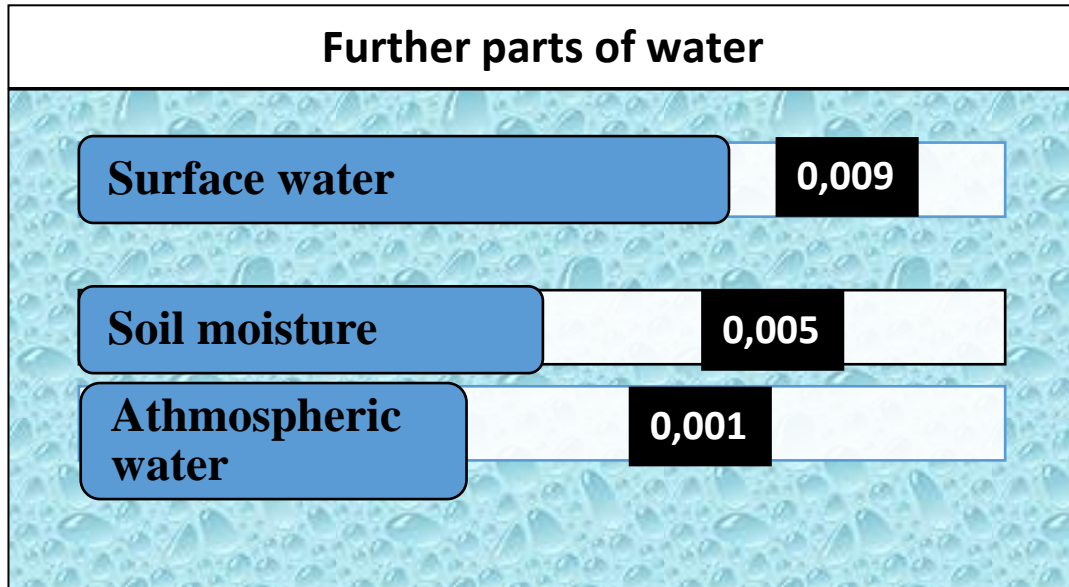 Further parts of water
Surface water
0,009
Soil moisture
0,005
Athmospheric
water
0,001